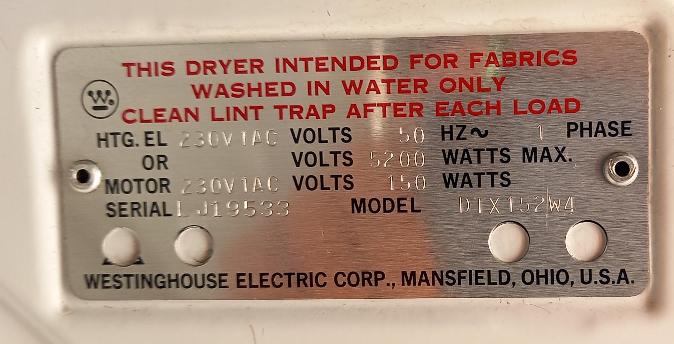 THIS DRYER INTENDED FOR FABRICS
WASHED IN WATER ONLY
CLEAN LINT TRAP AFTER EACH LOAD
HTG. EL 230V1AC VOLTS 50 HZ~ 1 PHASE
OR VOLTS 5200 WATTS MAX.
MOTOR 230V1AC VOLTS 150 WATTS
SERIAL LJ19533 MODEL DTX152W4
WESTINGHOUSE ELECTRIC CORP., MANSFIELD, OHIO, U.S.A.